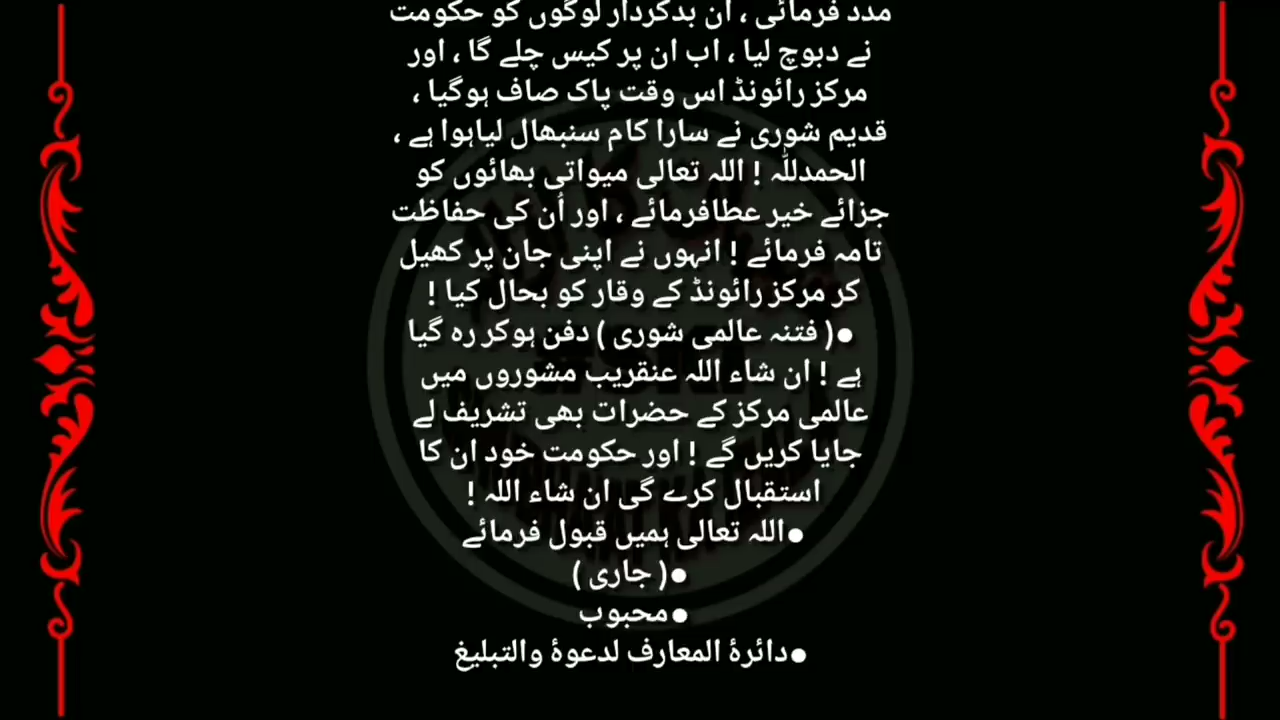 مدد فرمائی ، ان بدکردار لوگوں کو حکومت
نے دبوچ لیا ، اب ان پر کیس چلے گا ، اور
مرکز رائونڈ اس وقت پاک صاف ہوگیا ،
قدیم شوری نے سارا کام سنبھال لیاہوا ہے ،
الحمدللّٰہ ! اللہ تعالی میواتی بھائوں کو
جزائے خیر عطافرمائے ، اور اُن کی حفاظت
تامہ فرمائے ! انہوں نے اپنی جان پر کھیل
کر مرکز رائونڈ کے وقار کو بحال کیا !
●( فتنہ عالمی شوری ) دفن ہوکر رہ گیا
ہے ! ان شاء اللہ عنقریب مشوروں میں
عالمی مرکز کے حضرات بھی تشریف لے
جایا کریں گے ! اور حکومت خود ان کا
استقبال کرے گی ان شاء اللہ !
●اللہ تعالی ہمیں قبول فرمائے
●( جاری )
●محبوب
●دائرۂ المعارف لدعوۂ والتبلیغ